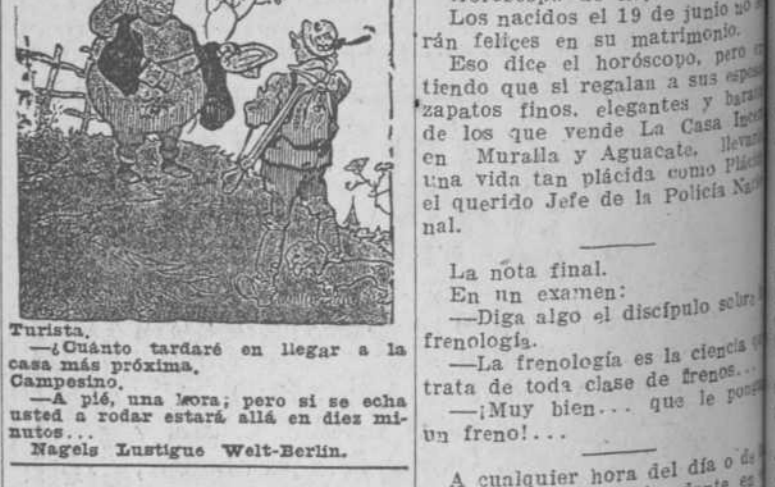 Turista.
—¿Cuánto tardaré en llegar a la
casa más próxima.
Campesino.
—A pié, una hora; pero si se echa
usted a rodar estará allá en diez mi-
nutos...
Nagels Lustigue Welt-Berlin.
Los nacidos el 19 de junio no
rán felices en su matrimonio.
Eso dice el horóscopo, pero
tiendo que si regalan a sus
zapatos finos, elegantes y
de los que vende La Casa
en Muralla y Aguacate,
una vida tan plácida como
el querido Jefe de la Policía
nal.
La nota final.
En un examen:
—Diga algo el discípulo sobre
frenología.
—La frenología es la ciencia
trata de toda clase de frenos...
—¡Muy bien... que le
un freno!...
A cualquier hora del día o de